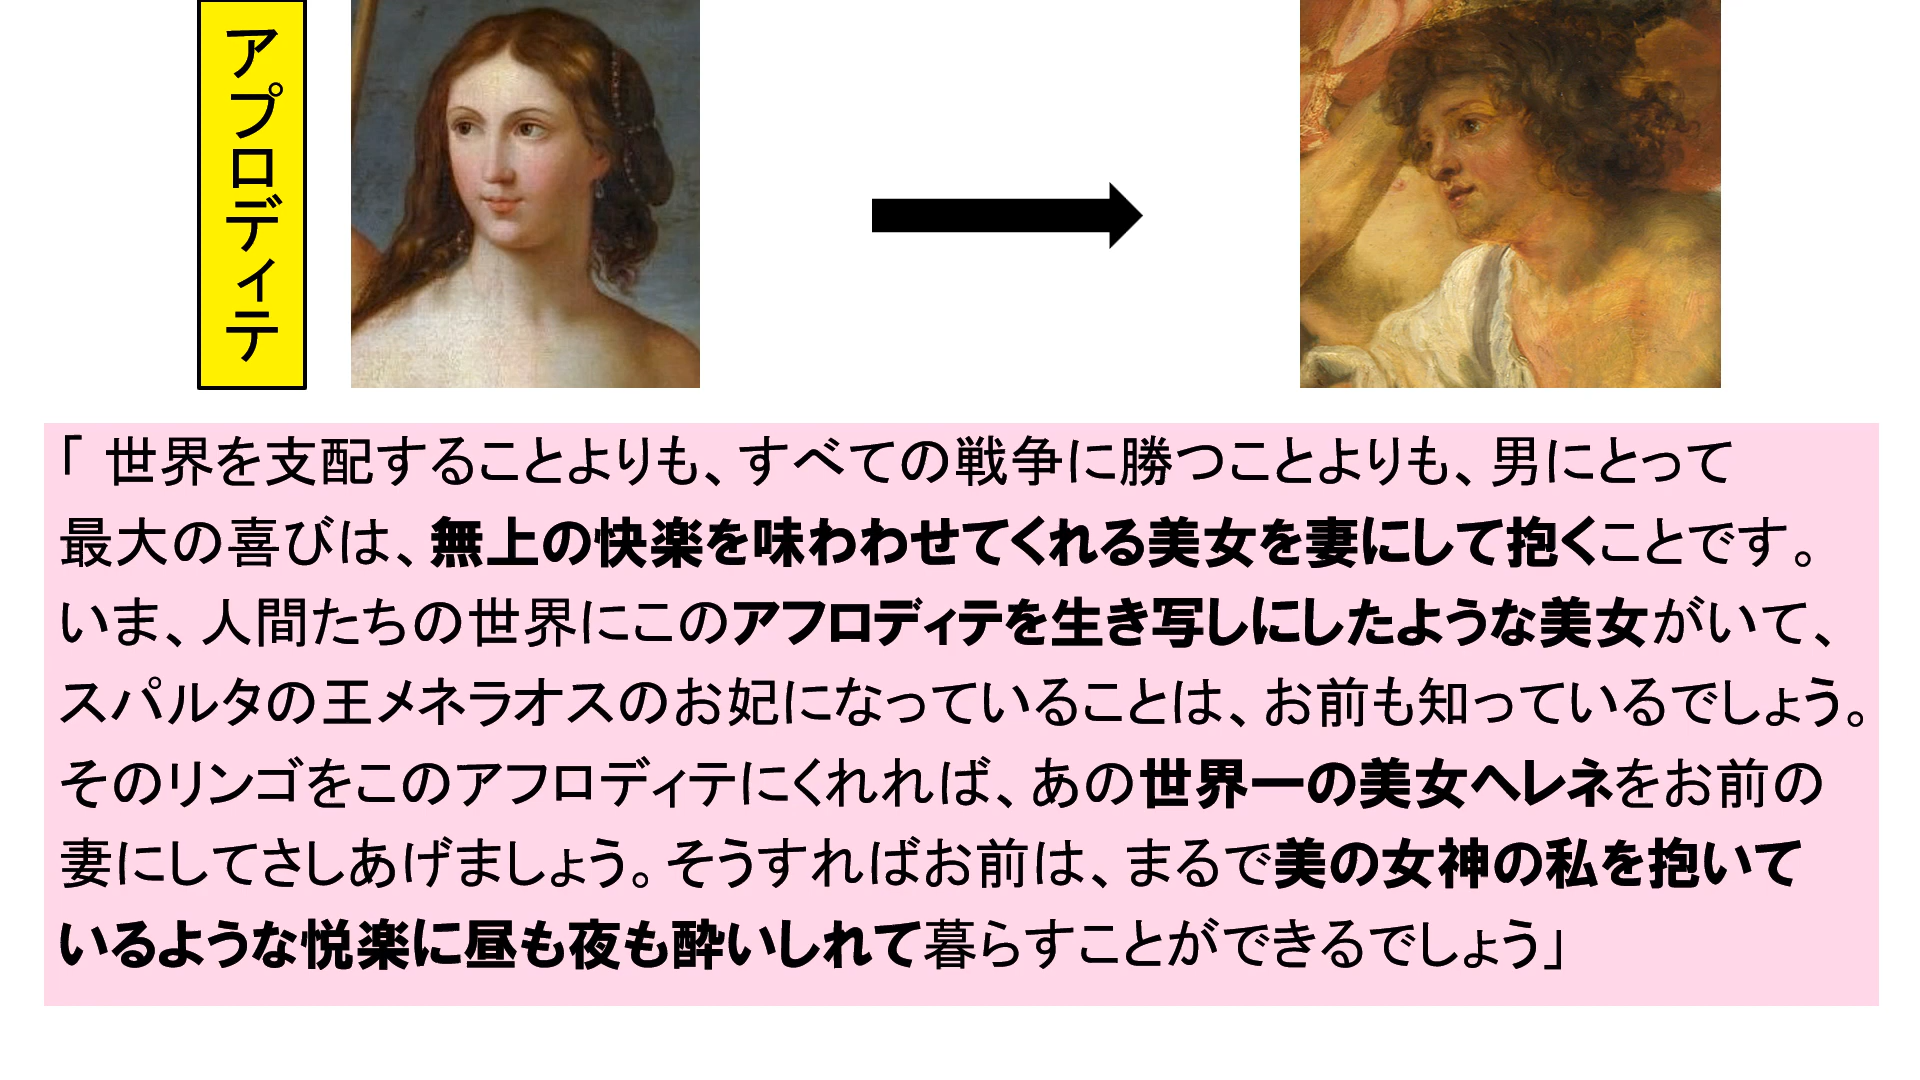 アプロディテ
「 世界を支配することよりも、すべての戦争に勝つことよりも、男にとって
最大の喜びは、無上の快楽を味わわせてくれる美女を妻にして抱くことです。
いま、人間たちの世界にこのアフロディテを生き写しにしたような美女がいて、
スパルタの王メネラオスのお妃になっていることは、お前も知っているでしょう。
そのリンゴをこのアフロディテにくれれば、あの世界一の美女ヘレネをお前の
妻にしてさしあげましょう。そうすればお前は、まるで美の女神の私を抱いて
いるような悦楽に昼も夜も酔いしれて暮らすことができるでしょう」